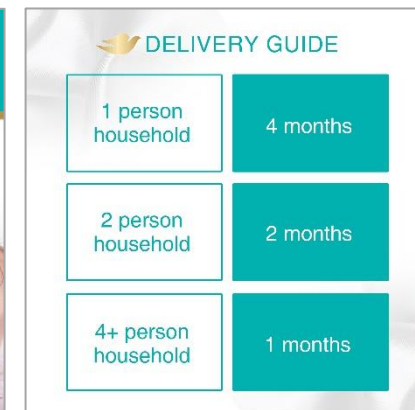 DELIVERY GUIDE
1 person
household
4 months
2 person
household
2 months
4+ person
household
1 months